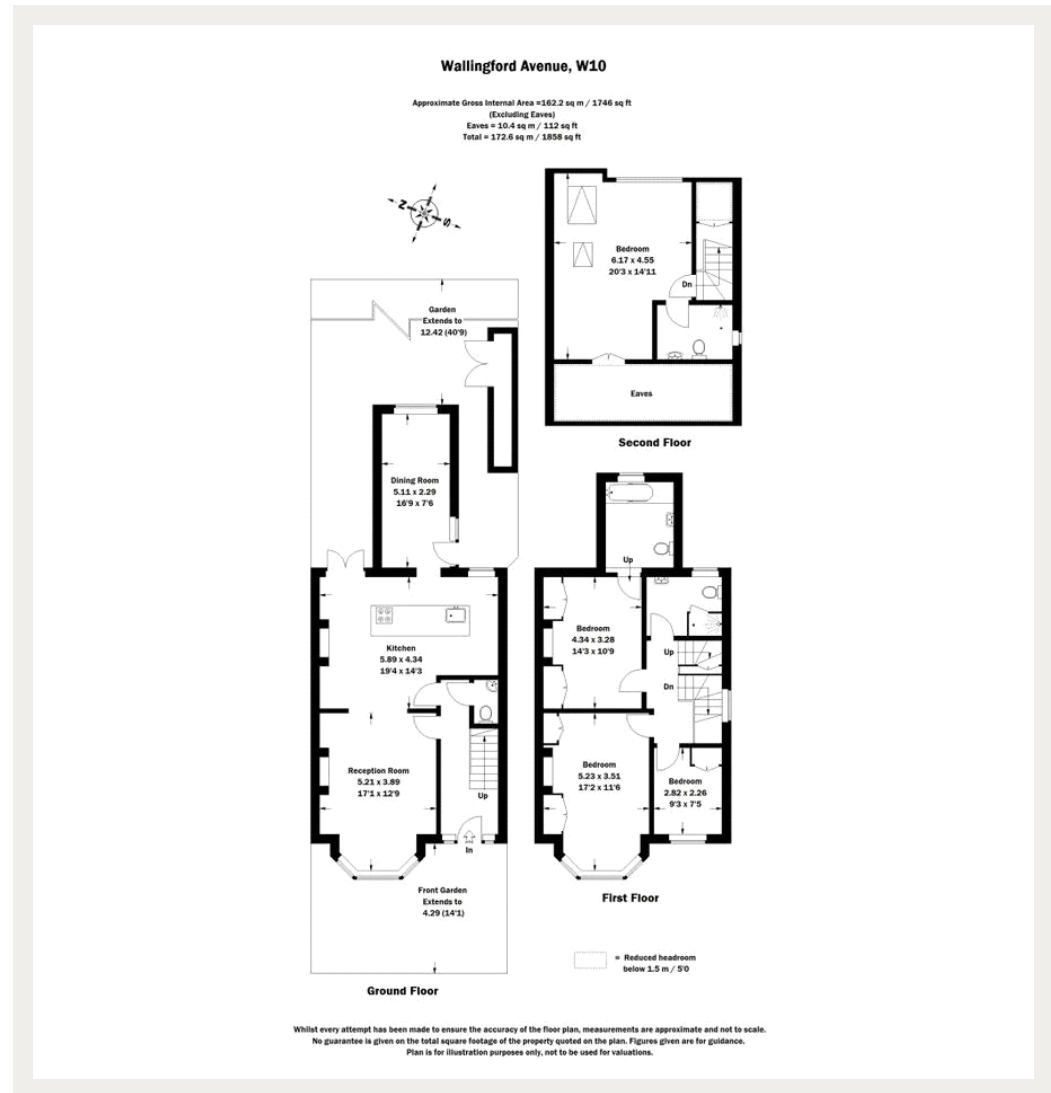 Wallingford Avenue, W10
Approximate Gross Internal Area =162.2 sq m / 1746 sq ft
(Excluding Eaves)
Eaves = 10.4 sq m / 112 sq ft
Total = 172.6 sq m / 1858 sq ft
N
S
Bedroom
6.17 x 4.55
20'3 x 14'11
Dn
Eaves
Second Floor
Garden
Extends to
12.42 (40'9)
Dining Room
5.11 x 2.29
16'9 x 7'6
Kitchen
5.89 x 4.34
19'4 x 14'3
Reception Room
5.21 x 3.89
17'1 x 12'9
Up
In
Front Garden
Extends to
4.29 (14'1)
Ground Floor
Up
Bedroom
4.34 x 3.28
14'3 x 10'9
Up
Dn
Bedroom
5.23 x 3.51
17'2 x 11'6
Bedroom
2.82 x 2.26
9'3 x 7'5
First Floor
= Reduced headroom
below 1.5 m / 5'0
Whilst every attempt has been made to ensure the accuracy of the floor plan, measurements are approximate and not to scale.
No guarantee is given on the total square footage of the property quoted on the plan. Figures given are for guidance.
Plan is for illustration purposes only, not to be used for valuations.